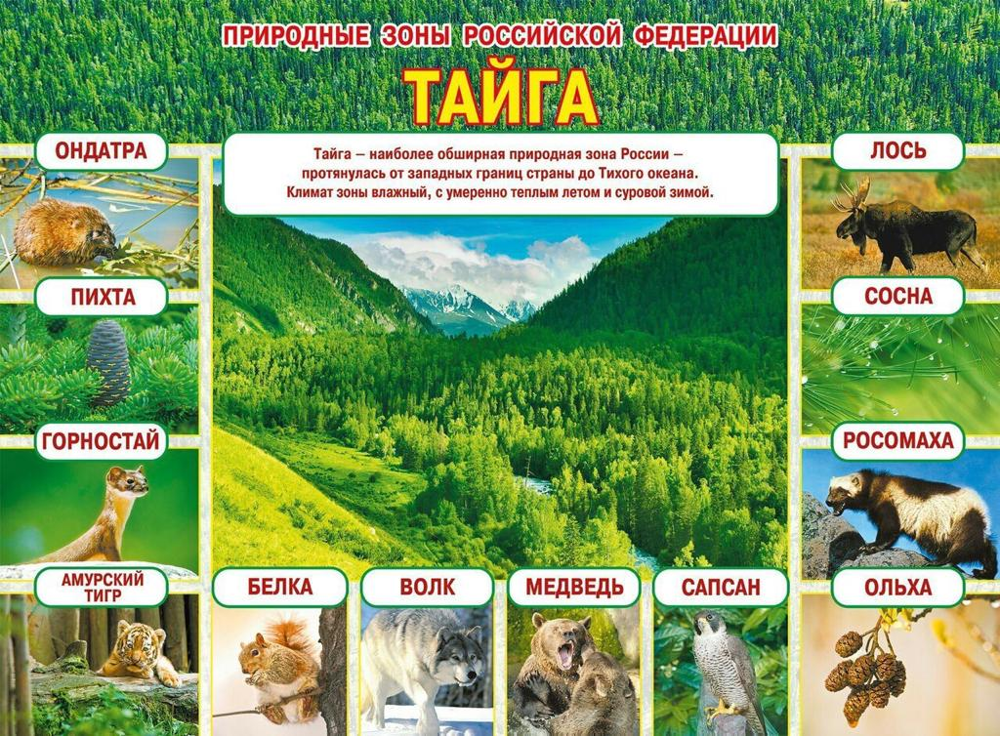 ПРИРОДНЫЕ ЗОНЫ РОССИЙСКОЙ ФЕДЕРАЦИИ
ТАЙГА
Тайга – наиболее обширная природная зона России –
протянулась от западных границ страны до Тихого океана.
Климат зоны влажный, с умеренно теплым летом и суровой зимой.
ОНДАТРА
ЛОСЬ
ПИХТА
СОСНА
ГОРНОСТАЙ
РОСОМАХА
АМУРСКИЙ
ТИГР
БЕЛКА
ВОЛК
МЕДВЕДЬ
САПСАН
ОЛЬХА